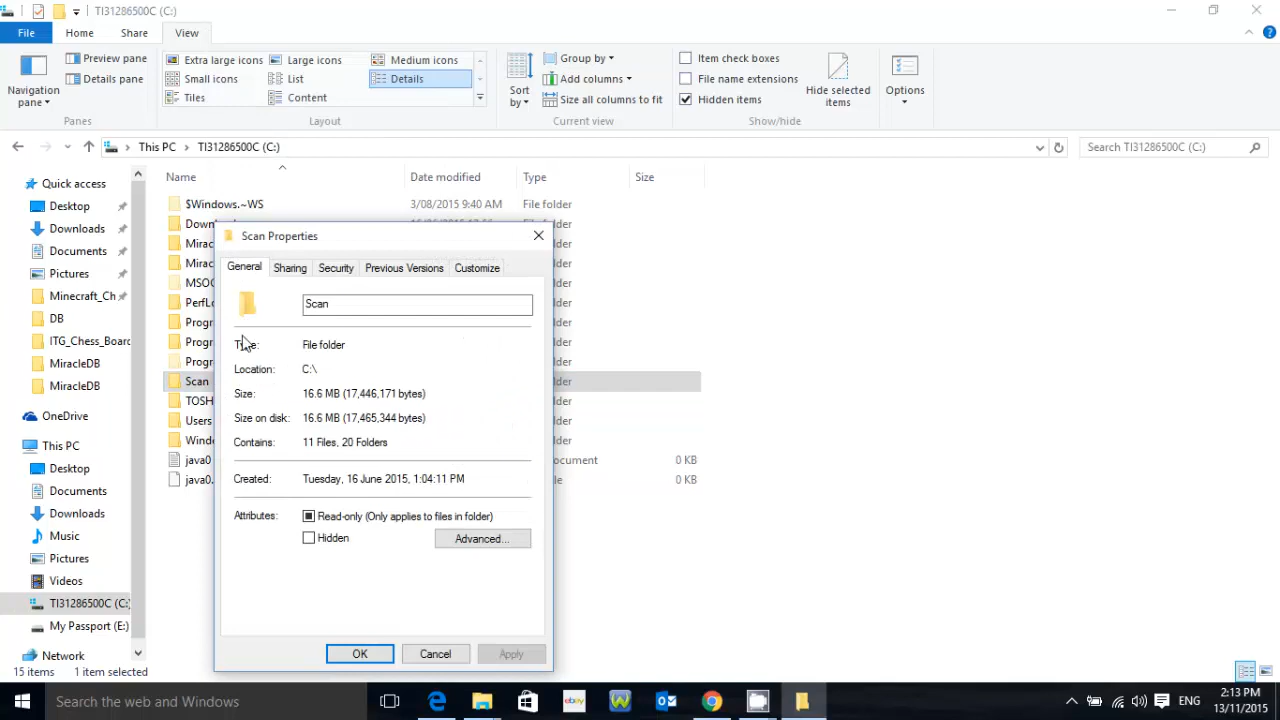 TI31286500C (C:)
File Home Share View
Preview pane
Details pane
Navigation pane
Panes
Extra large icons Large icons Medium icons
Small icons List Details
Tiles Content
Layout
Sort by
Group by
Add columns
Size all columns to fit
Current view
Item check boxes
File name extensions
Hidden items
Hide selected items
Show/hide
Options
This PC TI31286500C (C:)
Search TI31286500C (C:)
Name Date modified Type Size
Quick access
Desktop
Downloads
Documents
Pictures
Minecraft_Ch
DB
ITG_Chess_Board
MiracleDB
MiracleDB
OneDrive
This PC
Desktop
Documents
Downloads
Music
Pictures
Videos
TI31286500C (C:)
My Passport (E:)
Network
$Windows.~WS 3/08/2015 9:40 AM File folder
Scan
Users
java0 0 KB
java0. 0 KB
Scan Properties
General Sharing Security Previous Versions Customize
Scan
Type: File folder
Location: C:\
Size: 16.6 MB (17,446,171 bytes)
Size on disk: 16.6 MB (17,465,344 bytes)
Contains: 11 Files, 20 Folders
Created: Tuesday, 16 June 2015, 1:04:11 PM
Attributes: Read-only (Only applies to files in folder)
Hidden Advanced...
OK Cancel Apply
15 items 1 item selected
Search the web and Windows
ebay
ENG
2:13 PM
13/11/2015